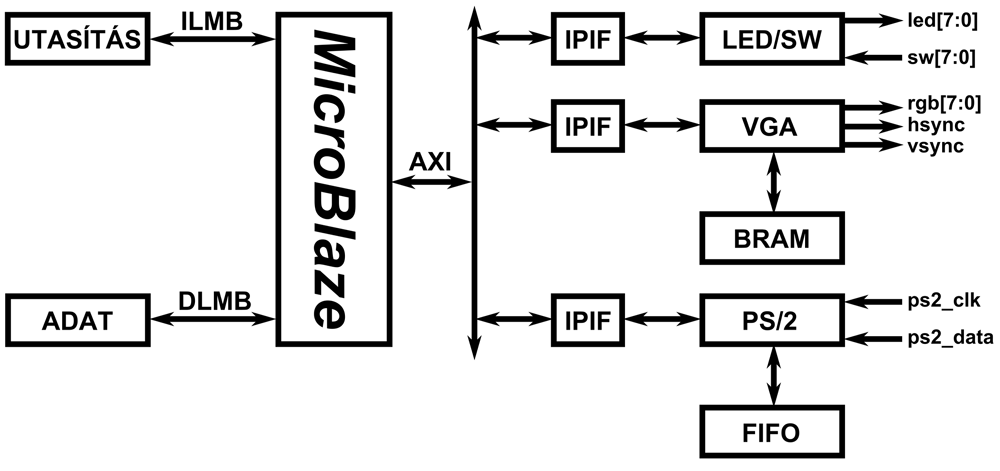 UTASÍTÁS
ILMB
MicroBlaze
AXI
IPIF
LED/SW
led[7:0]
sw[7:0]
IPIF
VGA
rgb[7:0]
hsync
vsync
BRAM
ADAT
DLMB
IPIF
PS/2
ps2_clk
ps2_data
FIFO